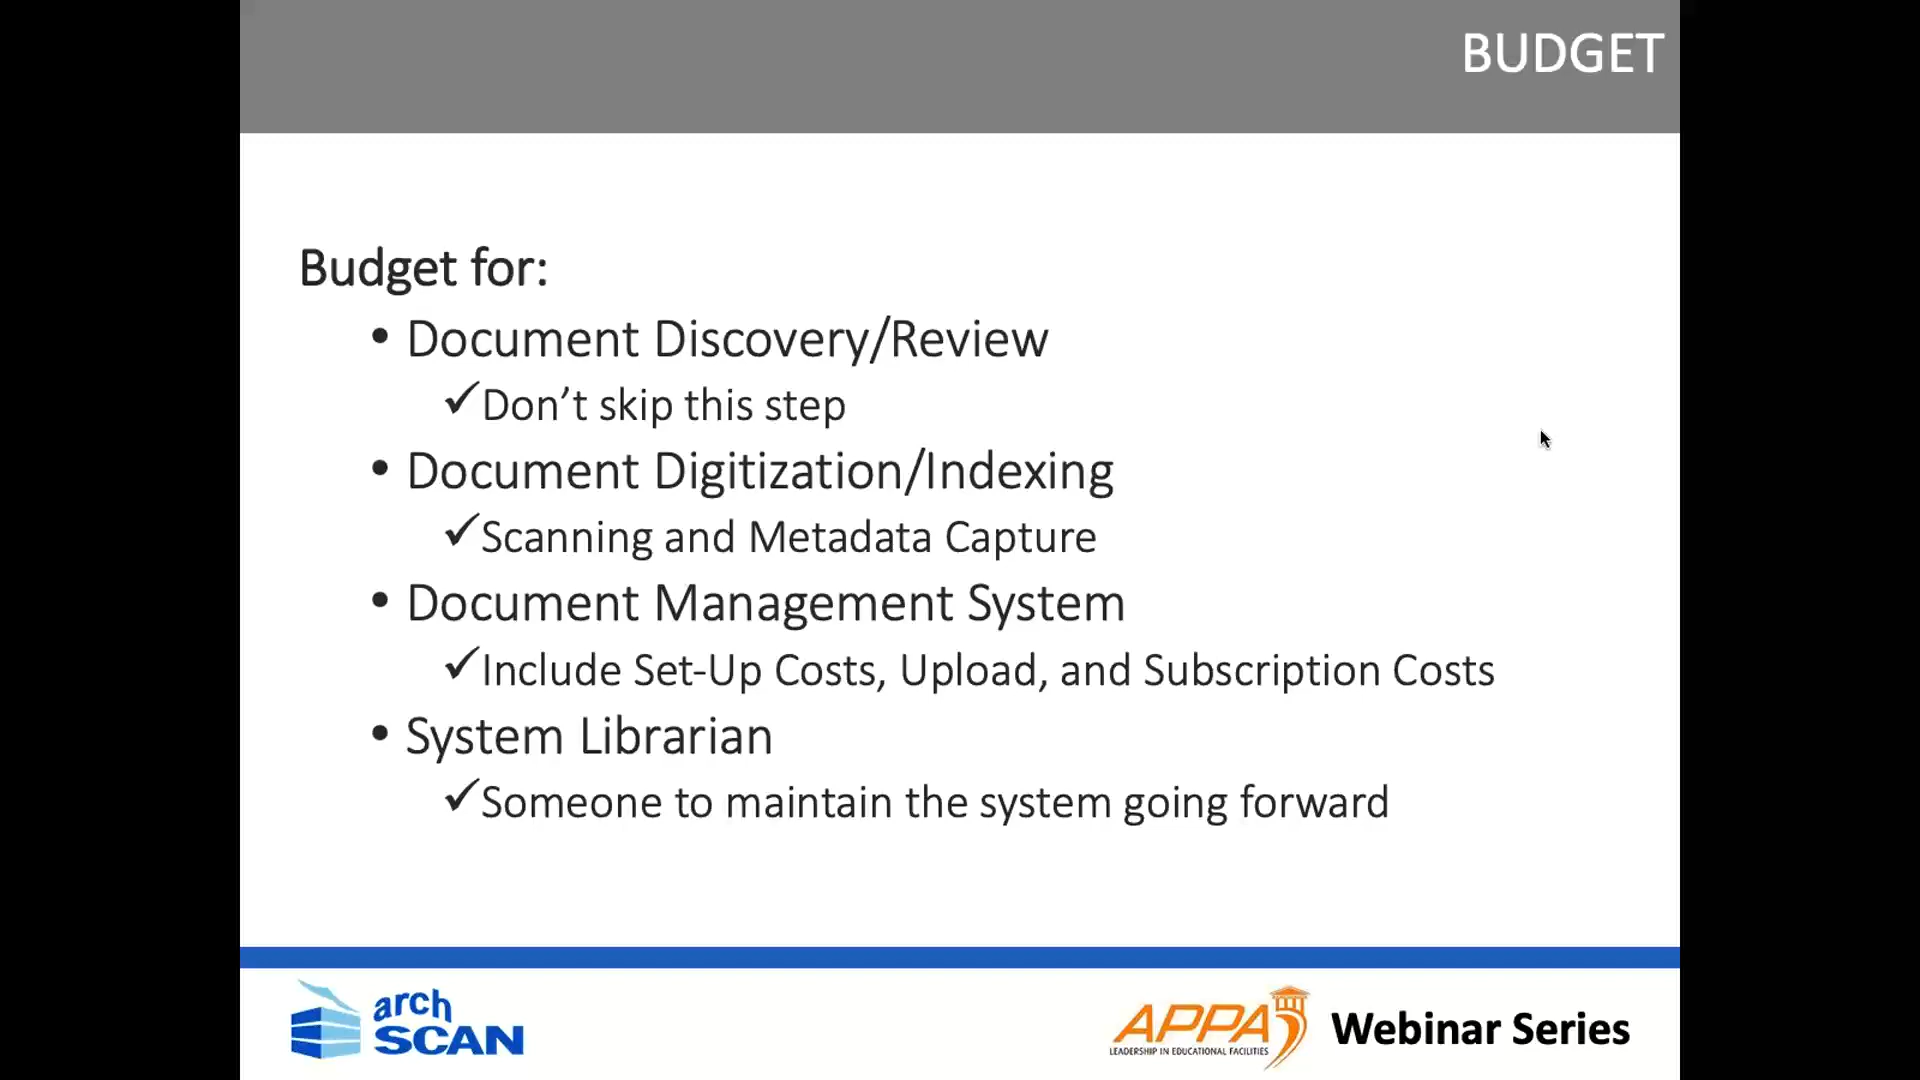 BUDGET
Budget for:
• Document Discovery/Review
✓Don’t skip this step
• Document Digitization/Indexing
✓Scanning and Metadata Capture
• Document Management System
✓Include Set-Up Costs, Upload, and Subscription Costs
• System Librarian
✓Someone to maintain the system going forward
arch
SCAN
APPA
LEADERSHIP IN EDUCATIONAL FACILITIES
Webinar Series